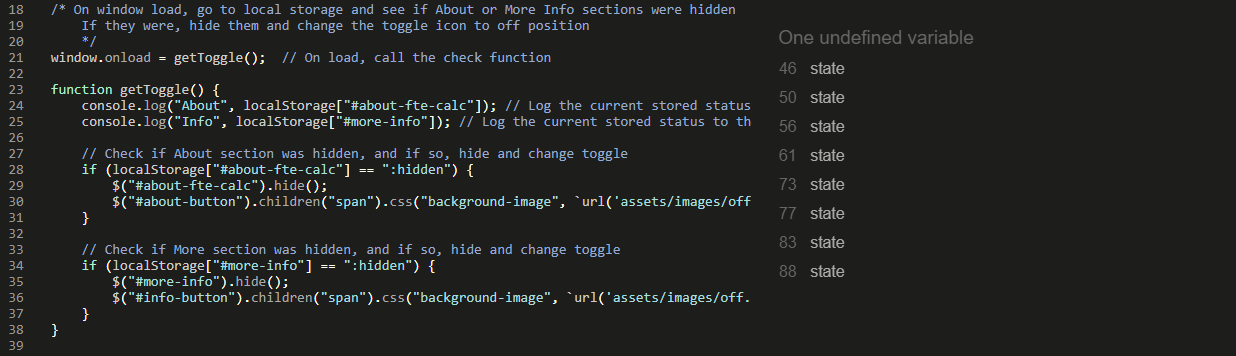 18 /* On window load, go to local storage and see if About or More Info sections were hidden
19 If they were, hide them and change the toggle icon to off position
20 */
21 window.onload = getToggle();  // On load, call the check function
22
23 function getToggle() {
24 console.log("About", localStorage["#about-fte-calc"]); // Log the current stored status
25 console.log("Info", localStorage["#more-info"]); // Log the current stored status to th
26
27 // Check if About section was hidden, and if so, hide and change toggle
28 if (localStorage["#about-fte-calc"] == ":hidden") {
29 $("#about-fte-calc").hide();
30 $("#about-button").children("span").css("background-image", `url('assets/images/off
31 }
32
33 // Check if More section was hidden, and if so, hide and change toggle
34 if (localStorage["#more-info"] == ":hidden") {
35 $("#more-info").hide();
36 $("#info-button").children("span").css("background-image", `url('assets/images/off.
37 }
38 }
39
One undefined variable
46 state
50 state
56 state
61 state
73 state
77 state
83 state
88 state